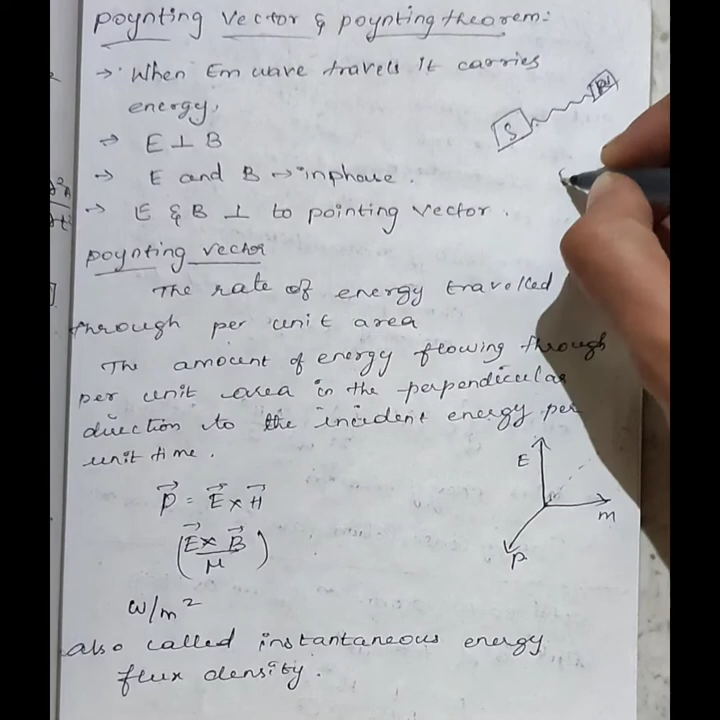 poynting vector & poynting theorem:
→ When Em wave travels it carries
energy.
S
→ E ⊥ B
→ E and B → inphase.
→ E & B ⊥ to pointing vector.
poynting vector
The rate of energy travelled
through per unit area
The amount of energy flowing through
per unit area in the perpendicular
direction to the incident energy per
unit time.
E
m
P
P⃗ = E⃗ × H⃗
(E⃗ × B⃗ / μ)
w/m²
also called instantaneous energy
flux density.